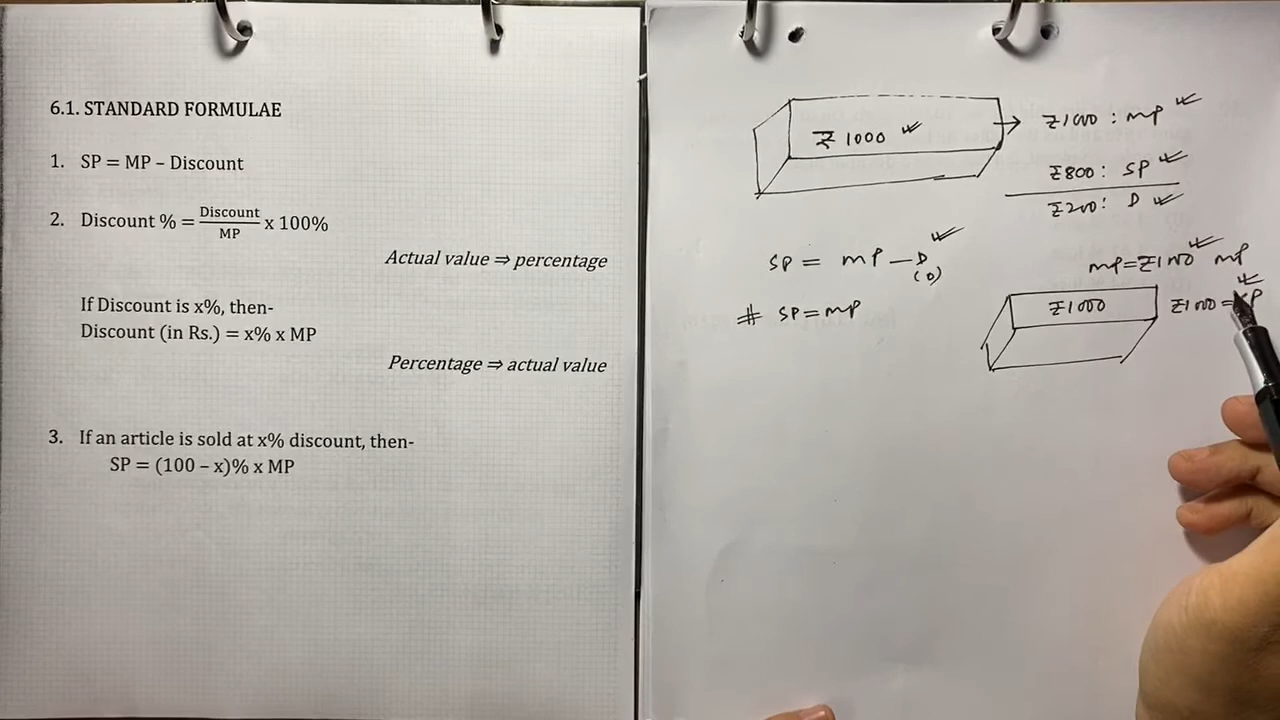 6.1. STANDARD FORMULAE
1. SP = MP – Discount
2. Discount % = Discount/MP x 100%
Actual value ⇒ percentage
If Discount is x%, then-
Discount (in Rs.) = x% x MP
Percentage ⇒ actual value
3. If an article is sold at x% discount, then-
SP = (100 – x)% x MP
₹ 1000
₹1000 : MP
₹800 : SP
₹200 : D
SP = MP – D
(0)
# SP = MP
MP = ₹1000 MP
₹1000
₹1000 =